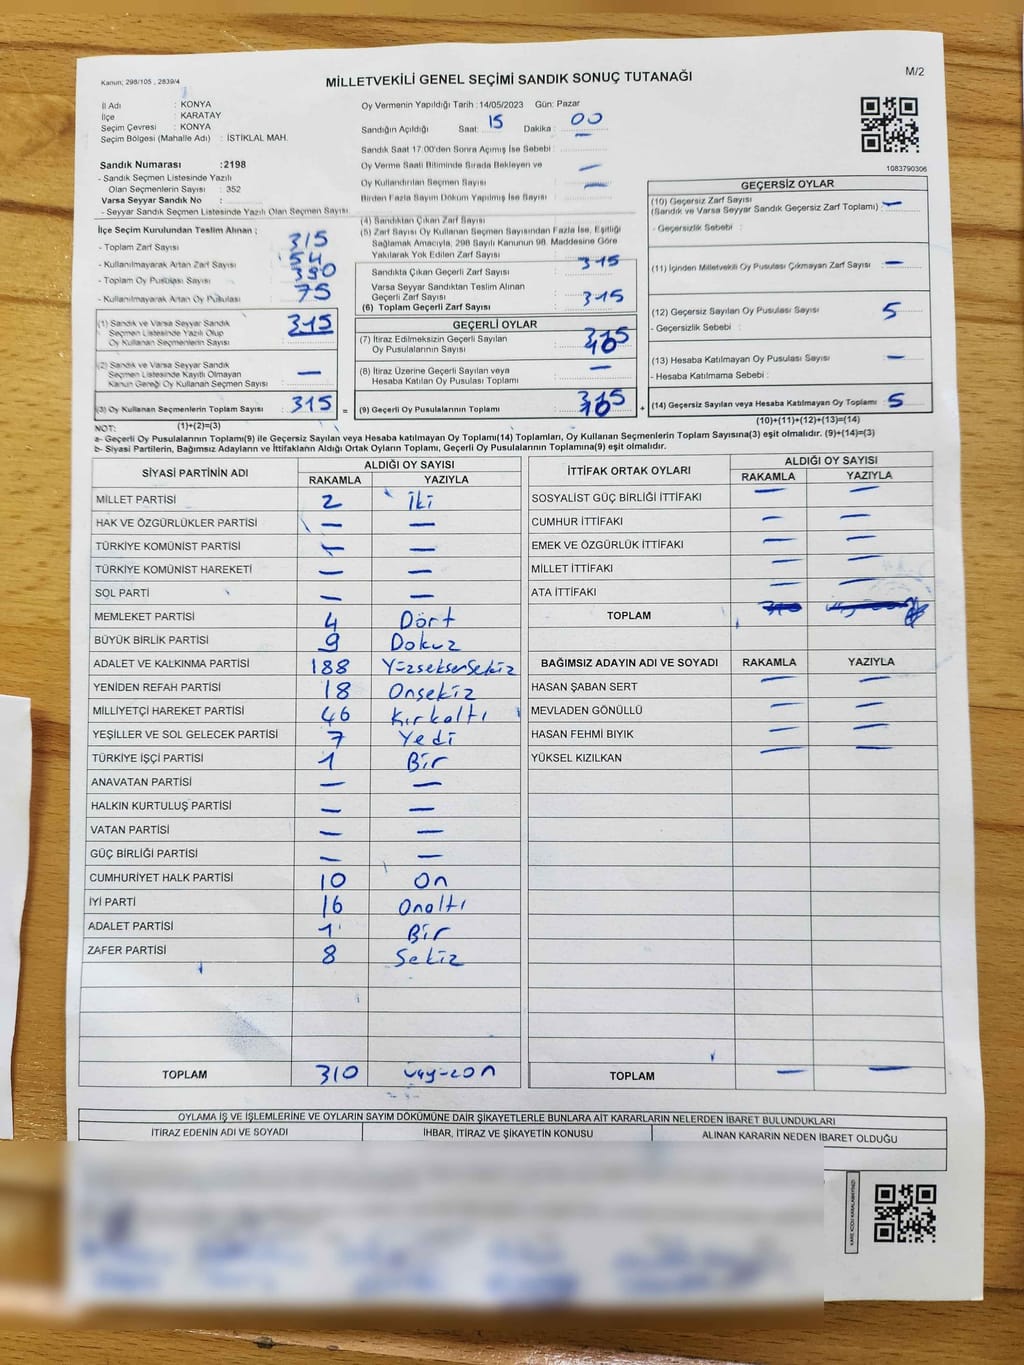 Kanun; 298/105 , 2839/4
MİLLETVEKİLİ GENEL SEÇİMİ SANDIK SONUÇ TUTANAĞI
M/2
İl Adı : KONYA
İlçe : KARATAY
Seçim Çevresi : KONYA
Seçim Bölgesi (Mahalle Adı) : İSTİKLAL MAH.
Oy Vermenin Yapıldığı Tarih : 14/05/2023 Gün: Pazar
Sandığın Açıldığı Saat: 15 Dakika : 00
Sandık Saat 17.00'den Sonra Açımış İse Sebebi : —
Oy Verme Saati Bitiminde Sırada Bekleyen ve
Oy Kullandırılan Seçmen Sayısı —
Birden Fazla Sayım Döküm Yapılmış İse Sayısı —
1083790306
Sandık Numarası :2198
- Sandık Seçmen Listesinde Yazılı
Olan Seçmenlerin Sayısı : 352
Varsa Seyyar Sandık No :
- Seyyar Sandık Seçmen Listesinde Yazılı Olan Seçmen Sayısı
İlçe Seçim Kurulundan Teslim Alınan ;
- Toplam Zarf Sayısı 315
- Kullanılmayarak Artan Zarf Sayısı 54
- Toplam Oy Pusulası Sayısı 390
- Kullanılmayarak Artan Oy Pusulası 75
(1) Sandık ve Varsa Seyyar Sandık
Seçmen Listesinde Yazılı Olup
Oy Kullanan Seçmenlerin Sayısı : 315
(2) Sandık ve Varsa Seyyar Sandık
Seçmen Listesinde Kayıtlı Olmayan
Kanun Gereği Oy Kullanan Seçmen Sayısı —
(3) Oy Kullanan Seçmenlerin Toplam Sayısı 315 =
(1)+(2)=(3)
(4) Sandıktan Çıkan Zarf Sayısı
(5) Zarf Sayısı Oy Kullanan Seçmen Sayısından Fazla İse, Eşitliği
Sağlamak Amacıyla, 298 Sayılı Kanunun 98. Maddesine Göre
Yakılarak Yok Edilen Zarf Sayısı
Sandıkta Çıkan Geçerli Zarf Sayısı 315
Varsa Seyyar Sandıktan Teslim Alınan
Geçerli Zarf Sayısı
(6) Toplam Geçerli Zarf Sayısı 315
GEÇERLİ OYLAR
(7) İtiraz Edilmeksizin Geçerli Sayılan
Oy Pusulalarının Sayısı
(8) İtiraz Üzerine Geçerli Sayılan veya
Hesaba Katılan Oy Pusulası Toplamı —
(9) Geçerli Oy Pusulalarının Toplamı +
GEÇERSİZ OYLAR
(10) Geçersiz Zarf Sayısı
(Sandık ve Varsa Seyyar Sandık Geçersiz Zarf Toplamı) —
- Geçersizlik Sebebi :
(11) İçinden Milletvekili Oy Pusulası Çıkmayan Zarf Sayısı —
(12) Geçersiz Sayılan Oy Pusulası Sayısı 5
- Geçersizlik Sebebi :
(13) Hesaba Katılmayan Oy Pusulası Sayısı —
- Hesaba Katılmama Sebebi :
(14) Geçersiz Sayılan veya Hesaba Katılmayan Oy Toplamı 5
(10)+(11)+(12)+(13)=(14)
NOT:
a- Geçerli Oy Pusulalarının Toplamı(9) ile Geçersiz Sayılan veya Hesaba katılmayan Oy Toplamı(14) Toplamları, Oy Kullanan Seçmenlerin Toplam Sayısına(3) eşit olmalıdır. (9)+(14)=(3)
b- Siyasi Partilerin, Bağımsız Adayların ve İttifakların Aldığı Ortak Oyların Toplamı, Geçerli Oy Pusulalarının Toplamına(9) eşit olmalıdır.
SİYASİ PARTİNİN ADI ALDIĞI OY SAYISI
RAKAMLA YAZIYLA
MİLLET PARTİSİ 2 İki
HAK VE ÖZGÜRLÜKLER PARTİSİ — —
TÜRKİYE KOMÜNİST PARTİSİ — —
TÜRKİYE KOMÜNİST HAREKETİ — —
SOL PARTİ — —
MEMLEKET PARTİSİ 4 Dört
BÜYÜK BİRLİK PARTİSİ 9 Dokuz
ADALET VE KALKINMA PARTİSİ 188 Yüzseksensekiz
YENİDEN REFAH PARTİSİ 18 Onsekiz
MİLLİYETÇİ HAREKET PARTİSİ 46 Kırkaltı
YEŞİLLER VE SOL GELECEK PARTİSİ 7 Yedi
TÜRKİYE İŞÇİ PARTİSİ 1 Bir
ANAVATAN PARTİSİ — —
HALKIN KURTULUŞ PARTİSİ — —
VATAN PARTİSİ — —
GÜÇ BİRLİĞİ PARTİSİ — —
CUMHURİYET HALK PARTİSİ 10 On
İYİ PARTİ 16 Onaltı
ADALET PARTİSİ 1 Bir
ZAFER PARTİSİ 8 Sekiz
TOPLAM 310 üçyüzon
İTTİFAK ORTAK OYLARI ALDIĞI OY SAYISI
RAKAMLA YAZIYLA
SOSYALİST GÜÇ BİRLİĞİ İTTİFAKI — —
CUMHUR İTTİFAKI — —
EMEK VE ÖZGÜRLÜK İTTİFAKI — —
MİLLET İTTİFAKI — —
ATA İTTİFAKI — —
TOPLAM
BAĞIMSIZ ADAYIN ADI VE SOYADI RAKAMLA YAZIYLA
HASAN ŞABAN SERT — —
MEVLADEN GÖNÜLLÜ — —
HASAN FEHMİ BIYIK — —
YÜKSEL KIZILKAN — —
TOPLAM — —
OYLAMA İŞ VE İŞLEMLERİNE VE OYLARIN SAYIM DÖKÜMÜNE DAİR ŞİKAYETLERLE BUNLARA AİT KARARLARIN NELERDEN İBARET BULUNDUKLARI
İTİRAZ EDENİN ADI VE SOYADI İHBAR, İTİRAZ VE ŞİKAYETİN KONUSU ALINAN KARARIN NEDEN İBARET OLDUĞU